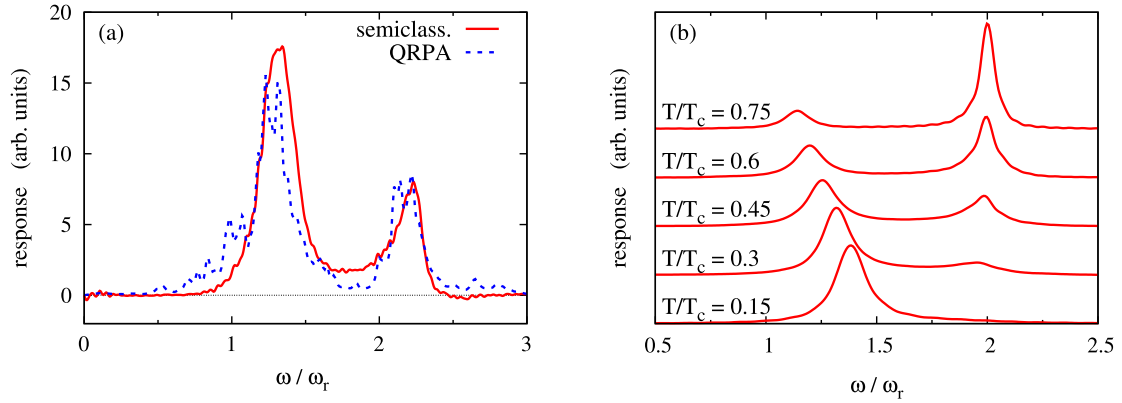 (a)
semiclass.
QRPA
response (arb. units)
20
15
10
5
0
0 1 2 3
ω / ω_r
(b)
response (arb. units)
T/T_c = 0.75
T/T_c = 0.6
T/T_c = 0.45
T/T_c = 0.3
T/T_c = 0.15
0.5 1 1.5 2 2.5
ω / ω_r